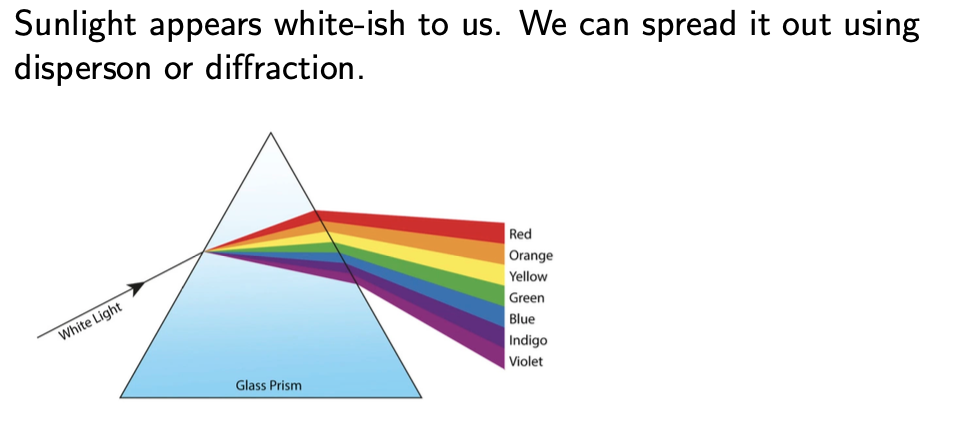 Sunlight appears white-ish to us. We can spread it out using
disperson or diffraction.
White Light
Red
Orange
Yellow
Green
Blue
Indigo
Violet
Glass Prism